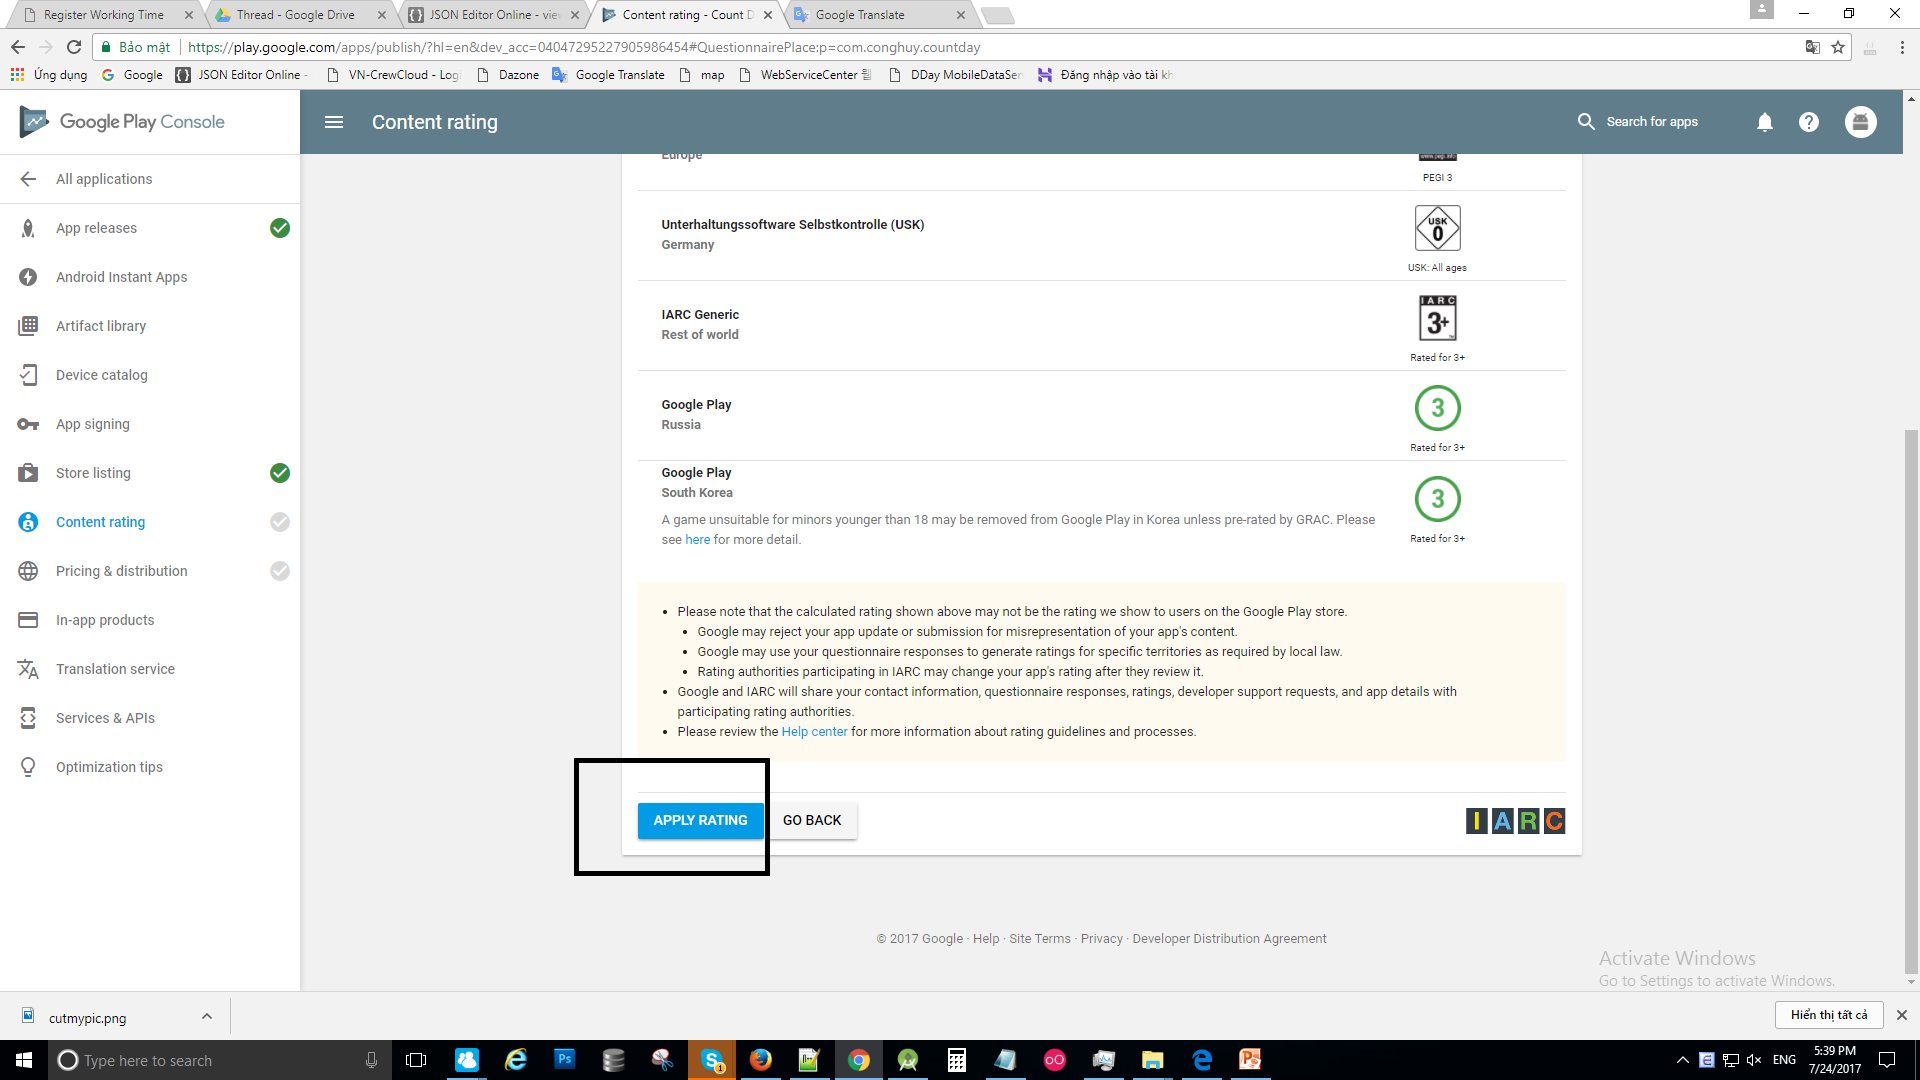 Register Working Time
Thread - Google Drive
JSON Editor Online - vie
Content rating - Count D
Google Translate
Bảo mật
https://play.google.com/apps/publish/?hl=en&dev_acc=04047295227905986454#QuestionnairePlace:p=com.conghuy.countday
Ứng dụng
Google
JSON Editor Online -
VN-CrewCloud - Log
Dazone
Google Translate
map
WebServiceCenter
DDay MobileDataSer
Đăng nhập vào tài kh
Google Play Console
Content rating
Search for apps
All applications
App releases
Android Instant Apps
Artifact library
Device catalog
App signing
Store listing
Content rating
Pricing & distribution
In-app products
Translation service
Services & APIs
Optimization tips
Europe
PEGI 3
Unterhaltungssoftware Selbstkontrolle (USK)
Germany
USK
0
USK: All ages
IARC Generic
Rest of world
IARC
3+
Rated for 3+
Google Play
Russia
3
Rated for 3+
Google Play
South Korea
A game unsuitable for minors younger than 18 may be removed from Google Play in Korea unless pre-rated by GRAC. Please
see here for more detail.
3
Rated for 3+
Please note that the calculated rating shown above may not be the rating we show to users on the Google Play store.
Google may reject your app update or submission for misrepresentation of your app's content.
Google may use your questionnaire responses to generate ratings for specific territories as required by local law.
Rating authorities participating in IARC may change your app's rating after they review it.
Google and IARC will share your contact information, questionnaire responses, ratings, developer support requests, and app details with
participating rating authorities.
Please review the Help center for more information about rating guidelines and processes.
APPLY RATING
GO BACK
IARC
© 2017 Google · Help · Site Terms · Privacy · Developer Distribution Agreement
Activate Windows
Go to Settings to activate Windows.
cutmypic.png
Hiển thị tất cả
Type here to search
Ps
S
1
ENG
5:39 PM
7/24/2017